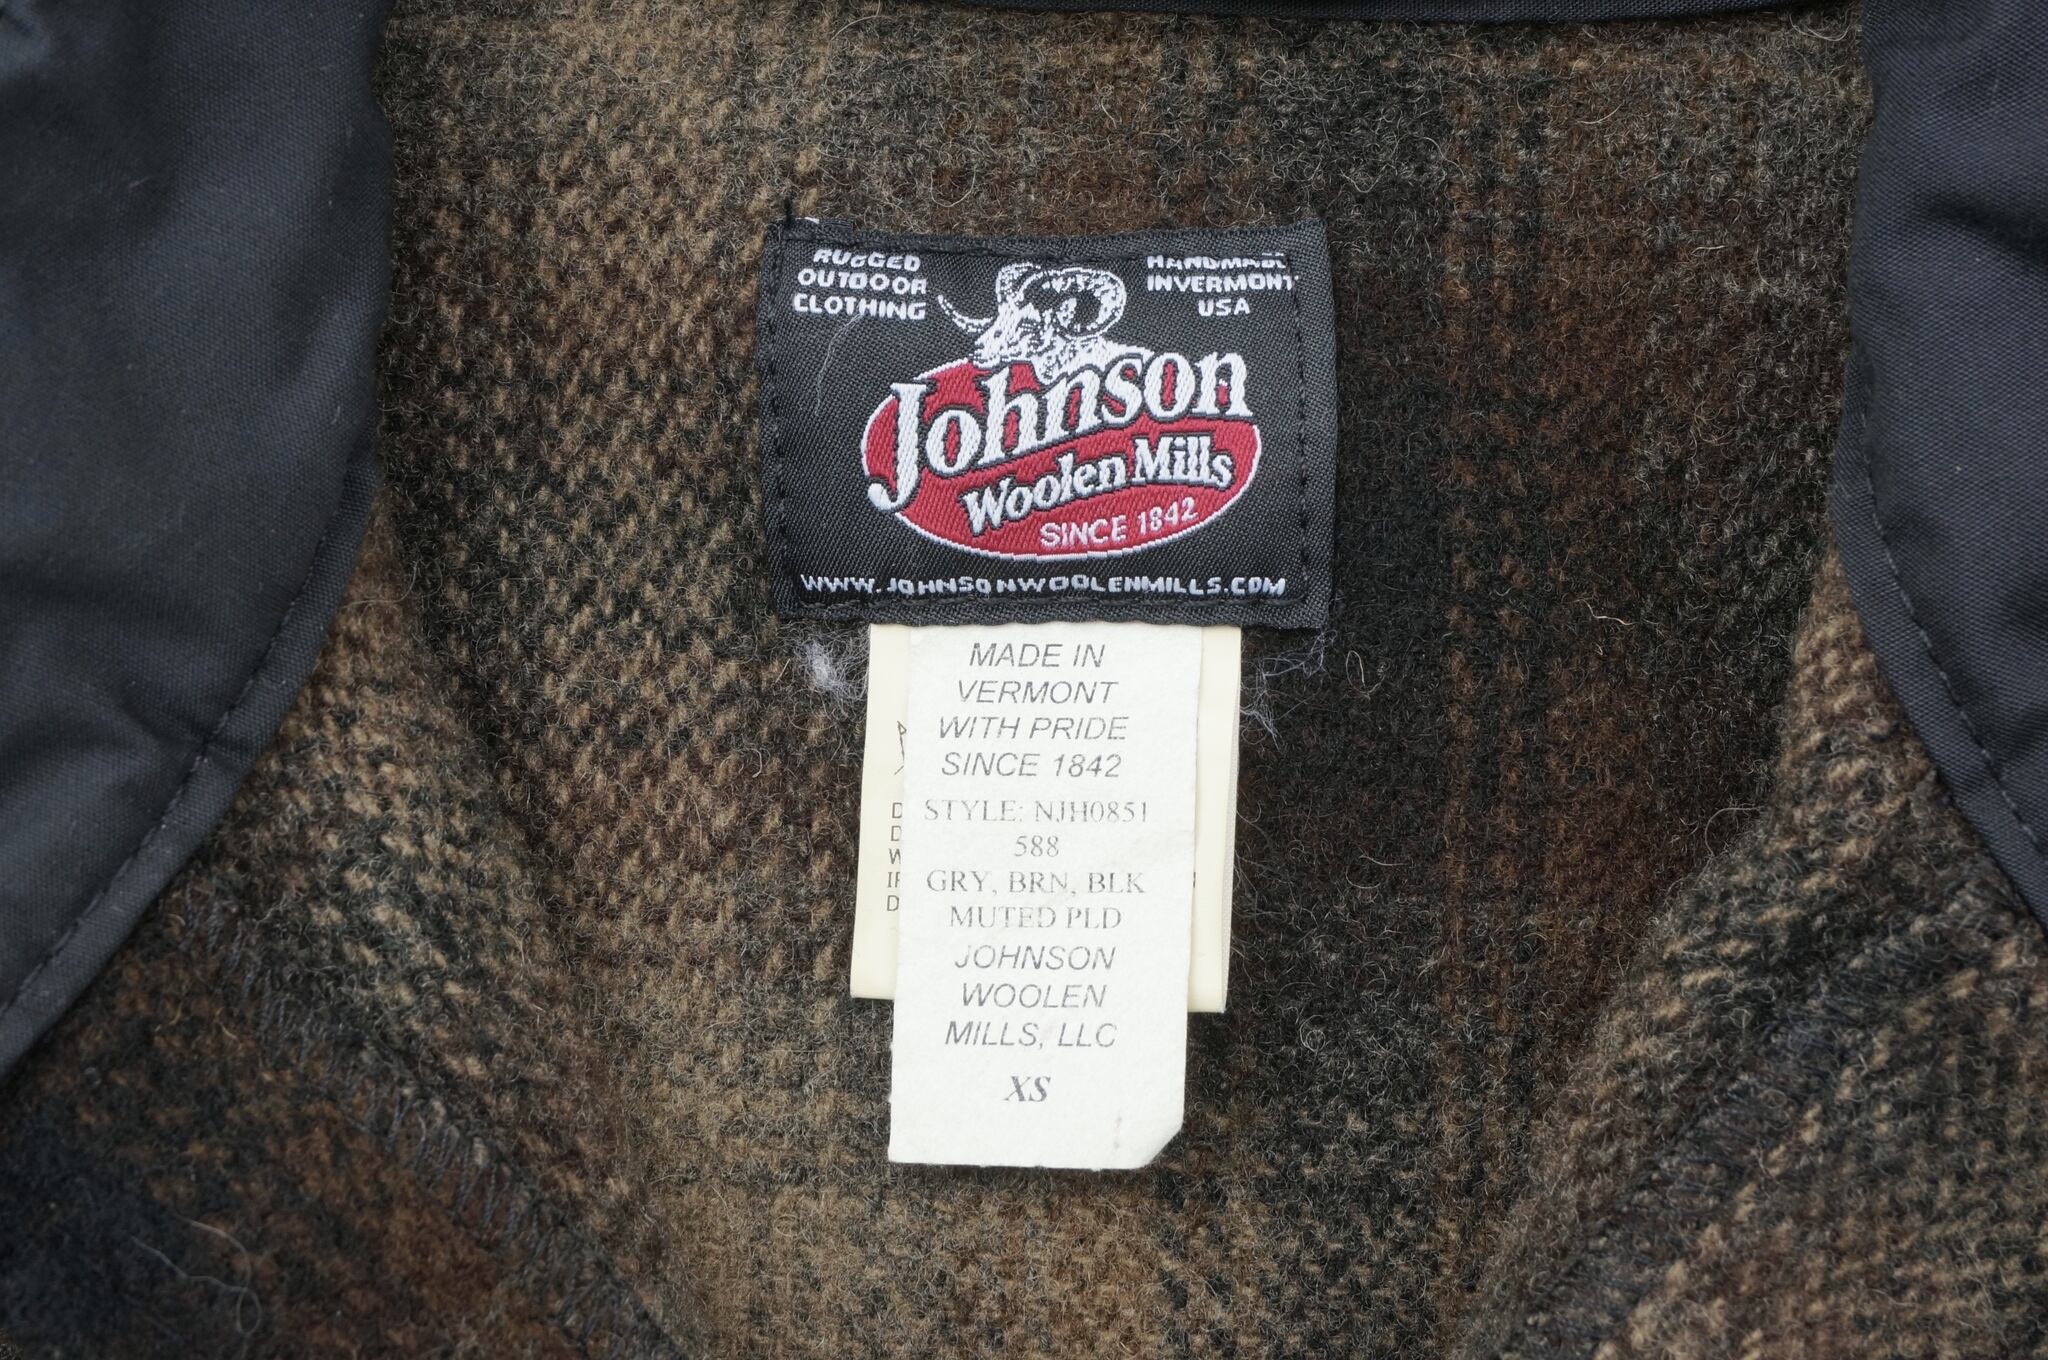 RUGGED
OUTDOOR
CLOTHING
HANDMADE
IN VERMONT
USA
Johnson
Woolen Mills
SINCE 1842
WWW.JOHNSONWOOLENMILLS.COM
MADE IN
VERMONT
WITH PRIDE
SINCE 1842
STYLE: NJH0851
588
GRY, BRN, BLK
MUTED PLD
JOHNSON
WOOLEN
MILLS, LLC
XS